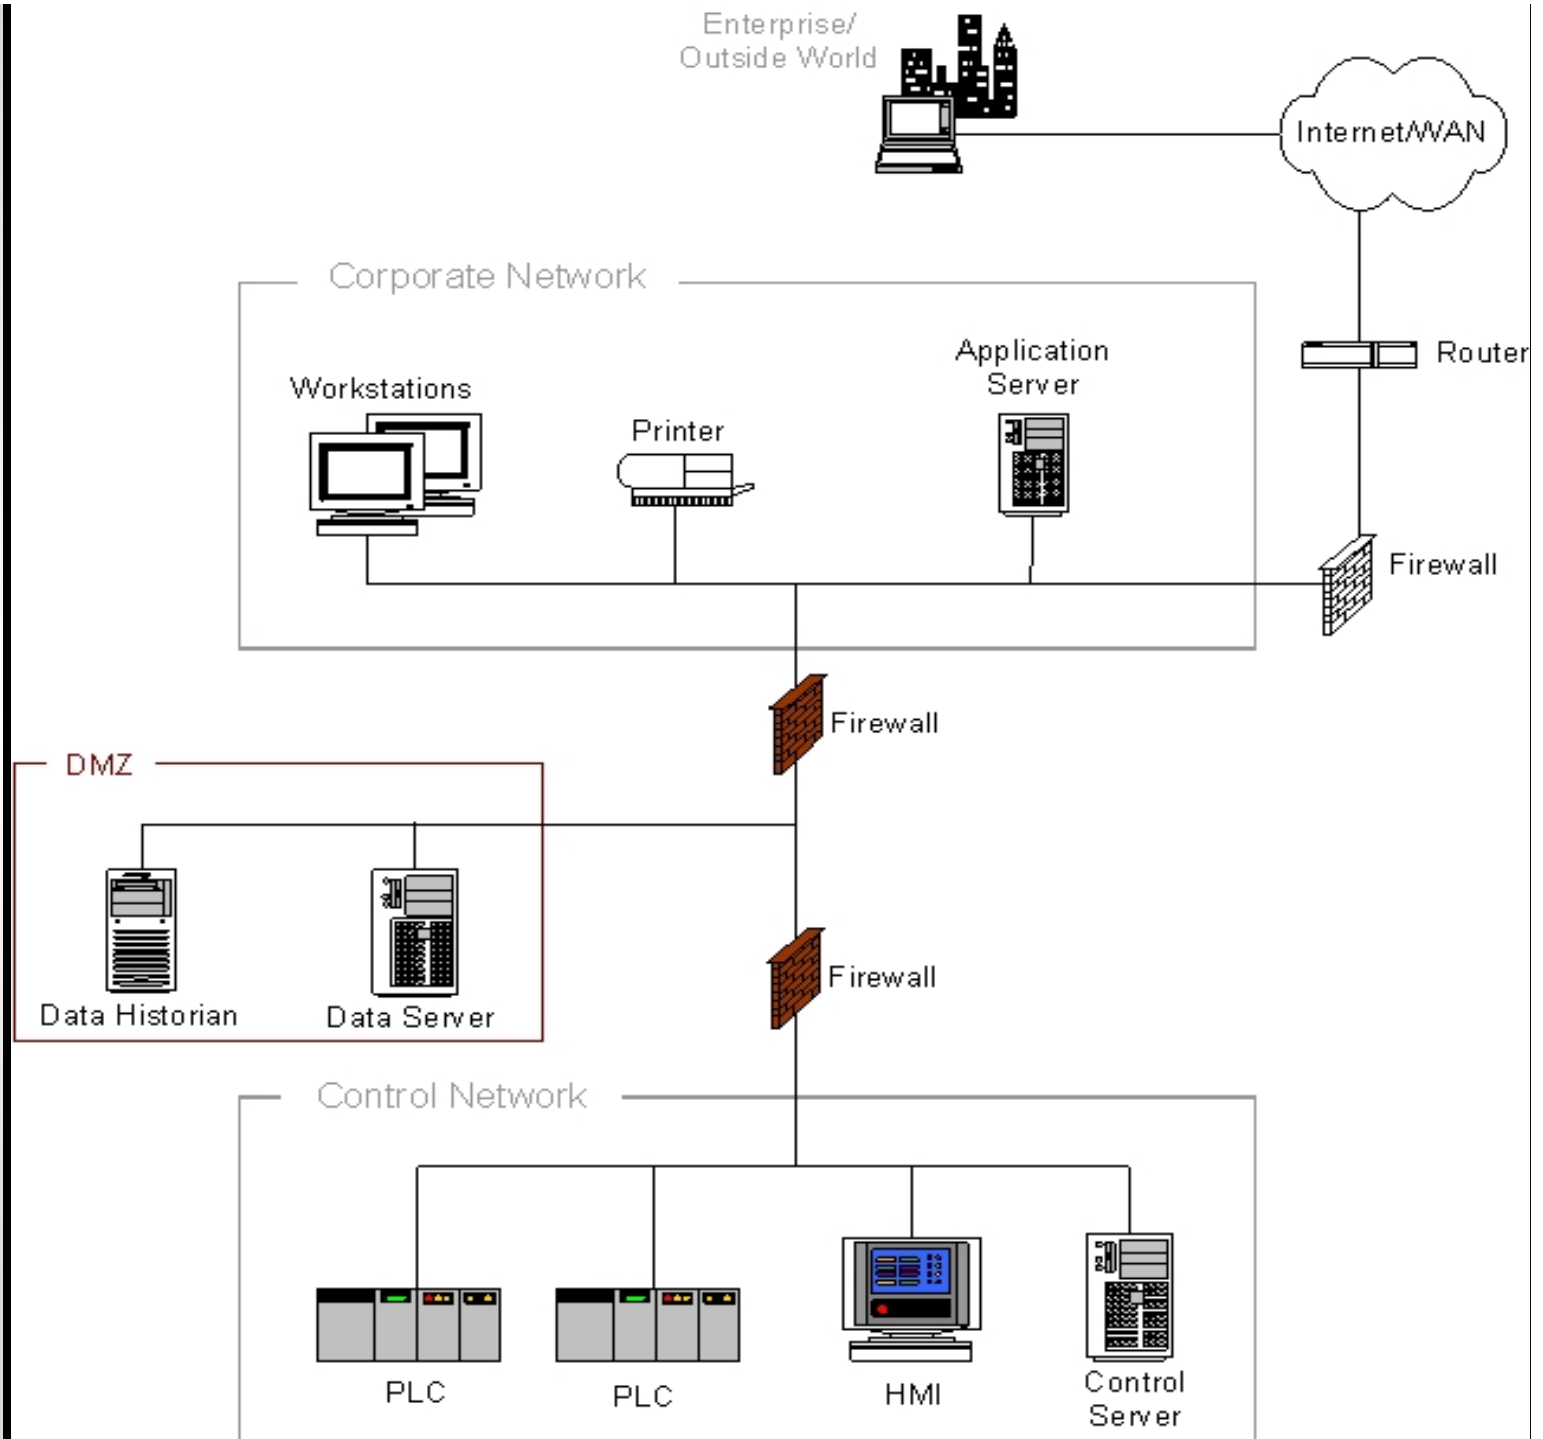 Enterprise/
Outside World
Internet/WAN
Corporate Network
Router
Application
Server
Workstations
Printer
Firewall
Firewall
DMZ
Firewall
Data Historian
Data Server
Control Network
PLC
PLC
HMI
Control
Server